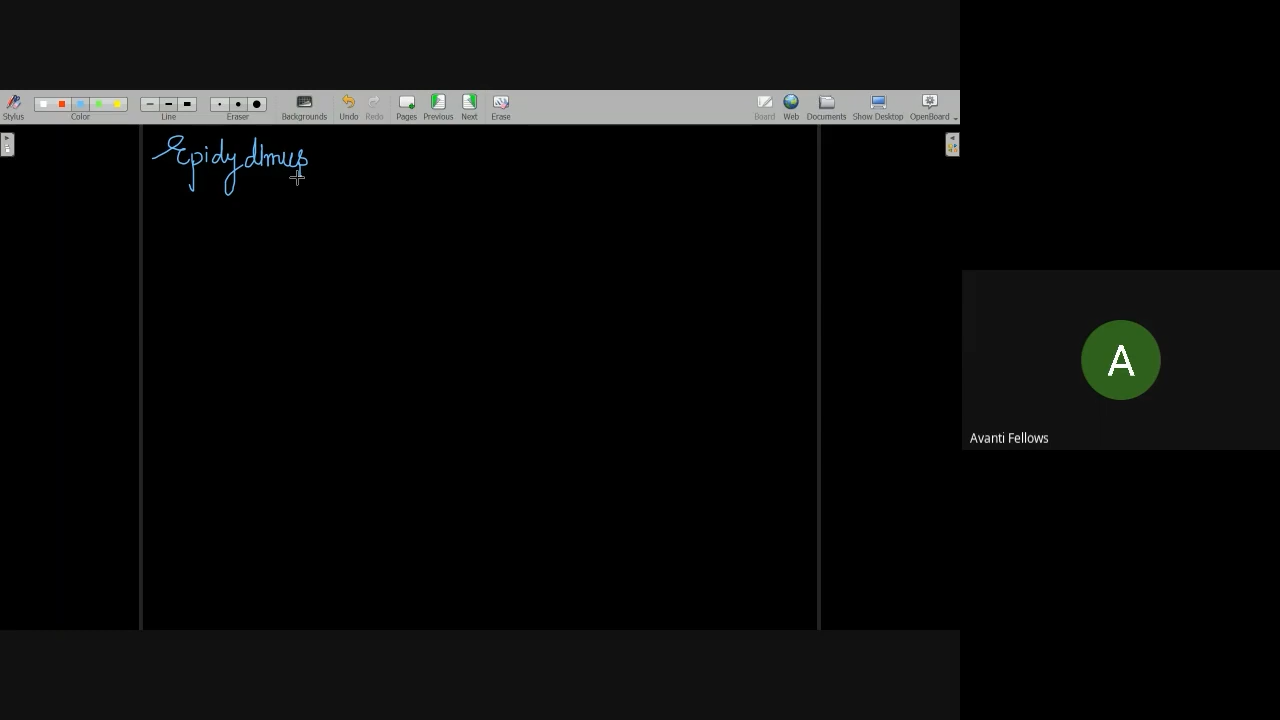 Stylus Color Line Eraser Backgrounds Undo Redo Pages Previous Next Erase Board Web Documents Show Desktop OpenBoard
Epidydmus
A
Avanti Fellows